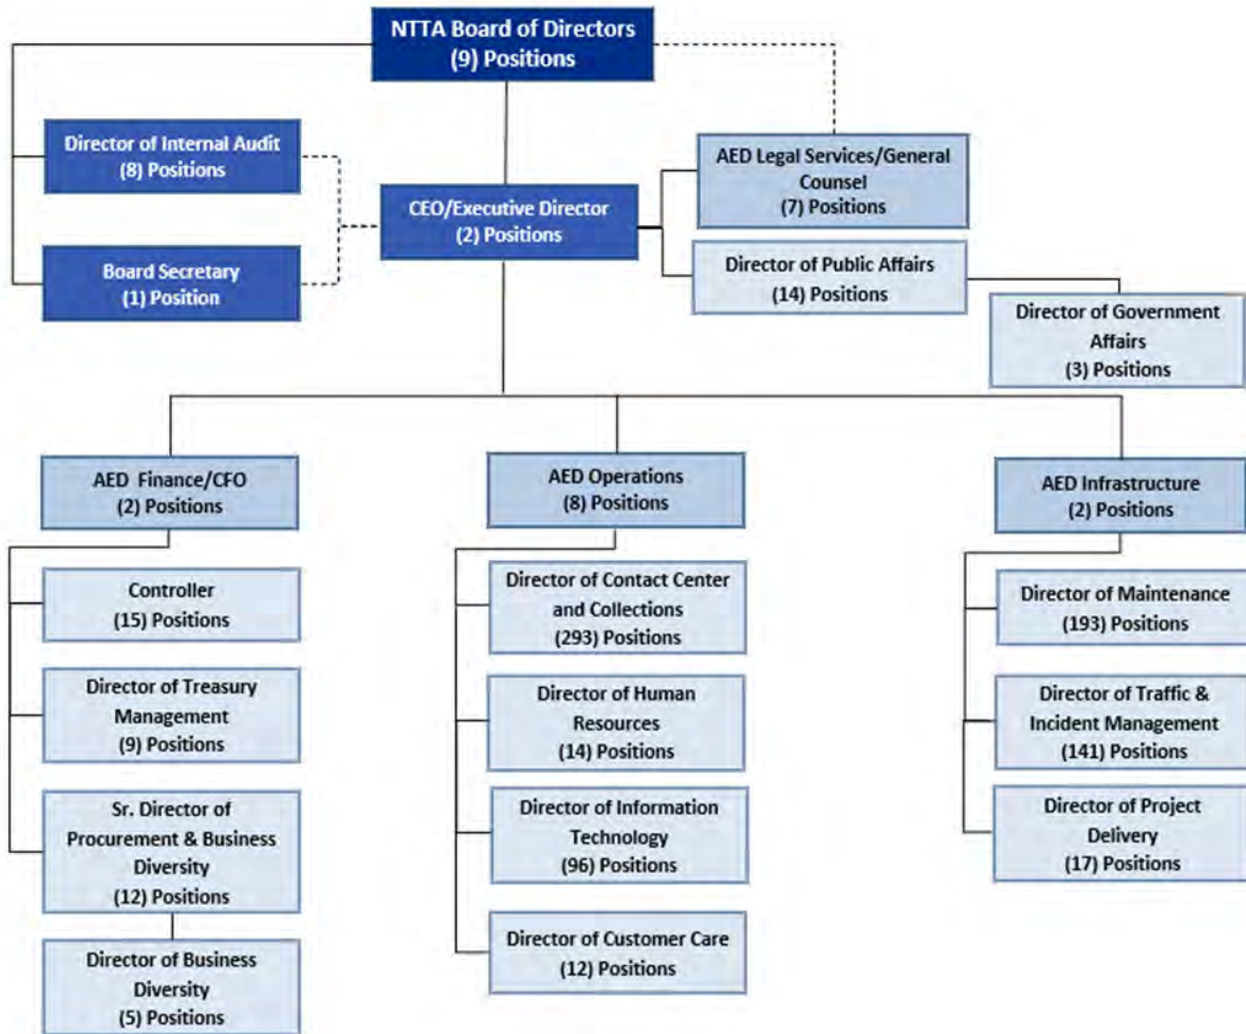 NTTA Board of Directors
(9) Positions
Director of Internal Audit
(8) Positions
AED Legal Services/General
Counsel
(7) Positions
CEO/Executive Director
(2) Positions
Board Secretary
(1) Position
Director of Public Affairs
(14) Positions
Director of Government
Affairs
(3) Positions
AED Finance/CFO
(2) Positions
AED Operations
(8) Positions
AED Infrastructure
(2) Positions
Controller
(15) Positions
Director of Treasury
Management
(9) Positions
Sr. Director of
Procurement & Business
Diversity
(12) Positions
Director of Business
Diversity
(5) Positions
Director of Contact Center
and Collections
(293) Positions
Director of Human
Resources
(14) Positions
Director of Information
Technology
(96) Positions
Director of Customer Care
(12) Positions
Director of Maintenance
(193) Positions
Director of Traffic &
Incident Management
(141) Positions
Director of Project
Delivery
(17) Positions